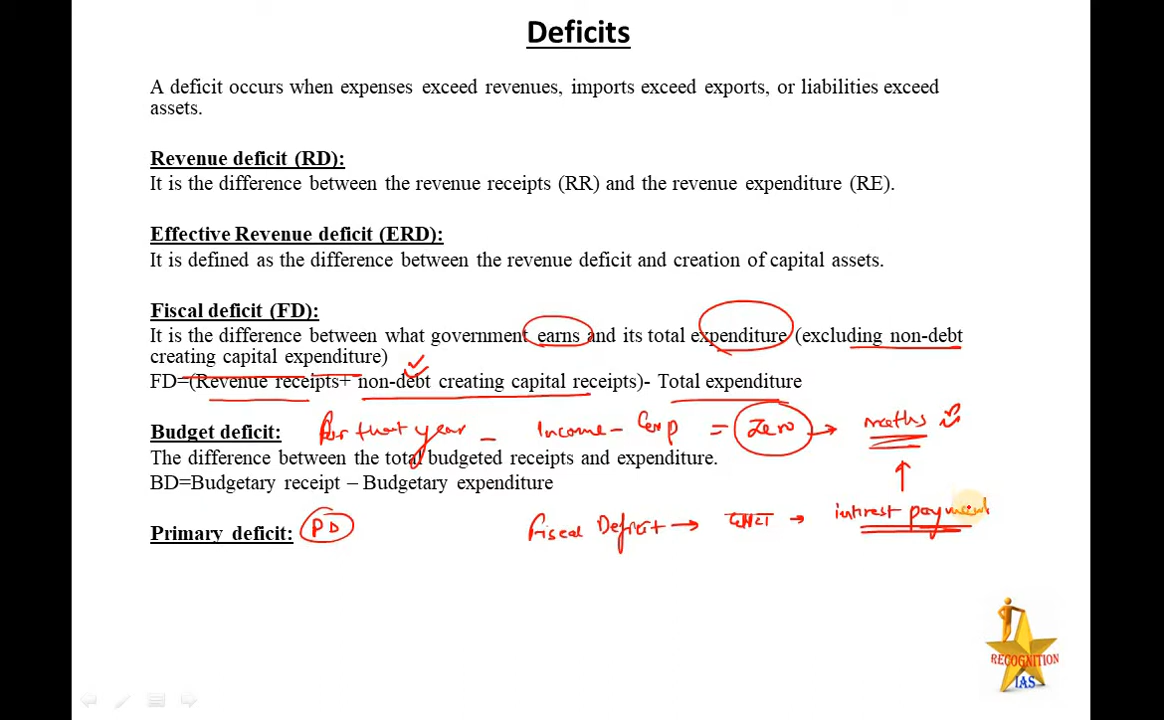 Deficits
A deficit occurs when expenses exceed revenues, imports exceed exports, or liabilities exceed
assets.
Revenue deficit (RD):
It is the difference between the revenue receipts (RR) and the revenue expenditure (RE).
Effective Revenue deficit (ERD):
It is defined as the difference between the revenue deficit and creation of capital assets.
Fiscal deficit (FD):
It is the difference between what government earns and its total expenditure (excluding non-debt
creating capital expenditure)
FD=(Revenue receipts+ non-debt creating capital receipts)- Total expenditure
Budget deficit: For that year - Income - Exp = Zero → maths
The difference between the total budgeted receipts and expenditure.
BD=Budgetary receipt – Budgetary expenditure
Primary deficit: PD Fiscal Deficit → → intrest payment
RECOGNITION
IAS